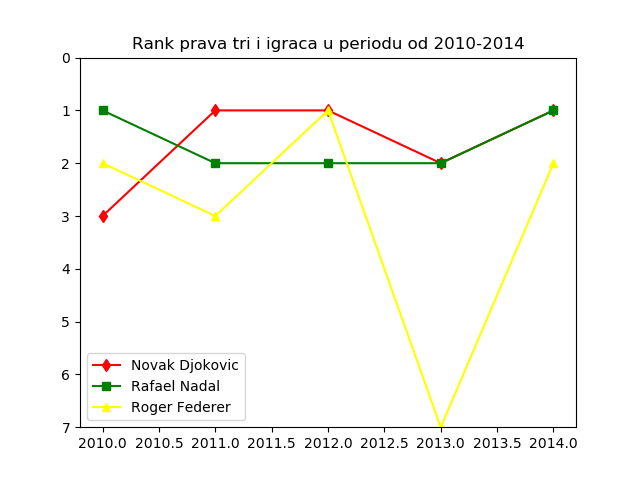 Rank prava tri i igraca u periodu od 2010-2014
0
1
2
3
4
5
6
7
Novak Djokovic
Rafael Nadal
Roger Federer
2010.0 2010.5 2011.0 2011.5 2012.0 2012.5 2013.0 2013.5 2014.0